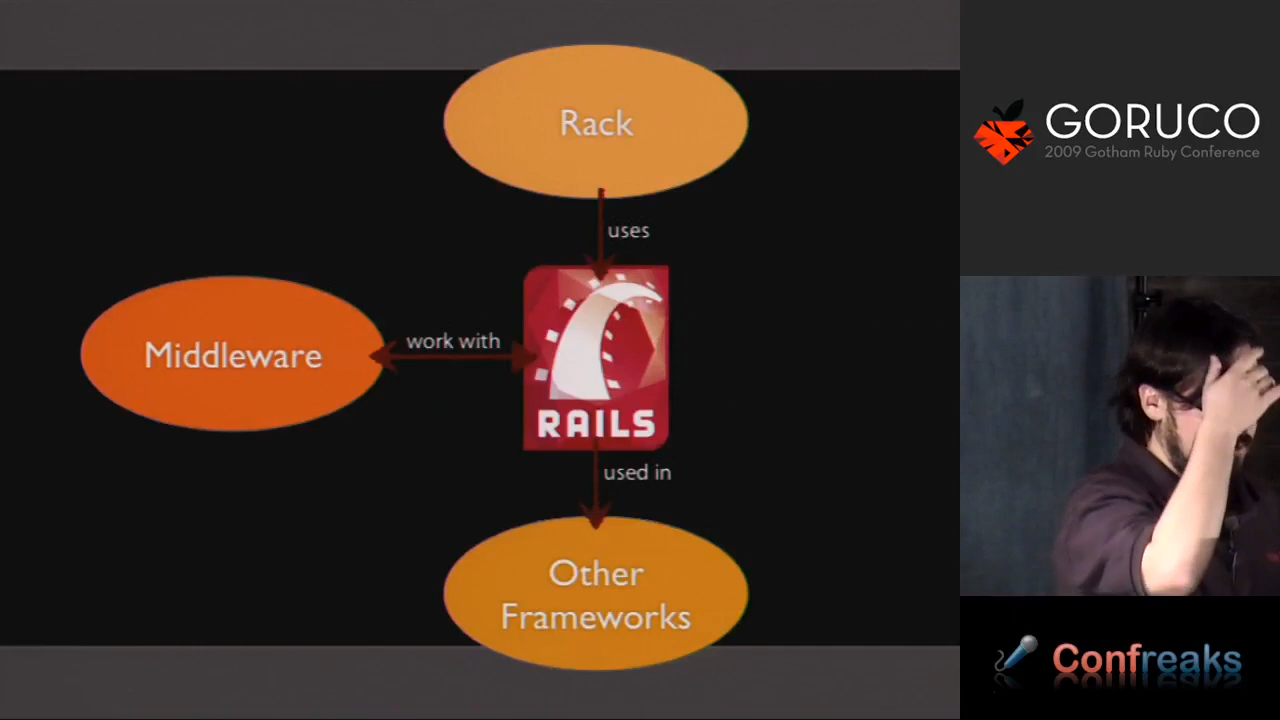 Rack
uses
Middleware
work with
RAILS
used in
Other
Frameworks
GORUCO
2009 Gotham Ruby Conference
Confreaks